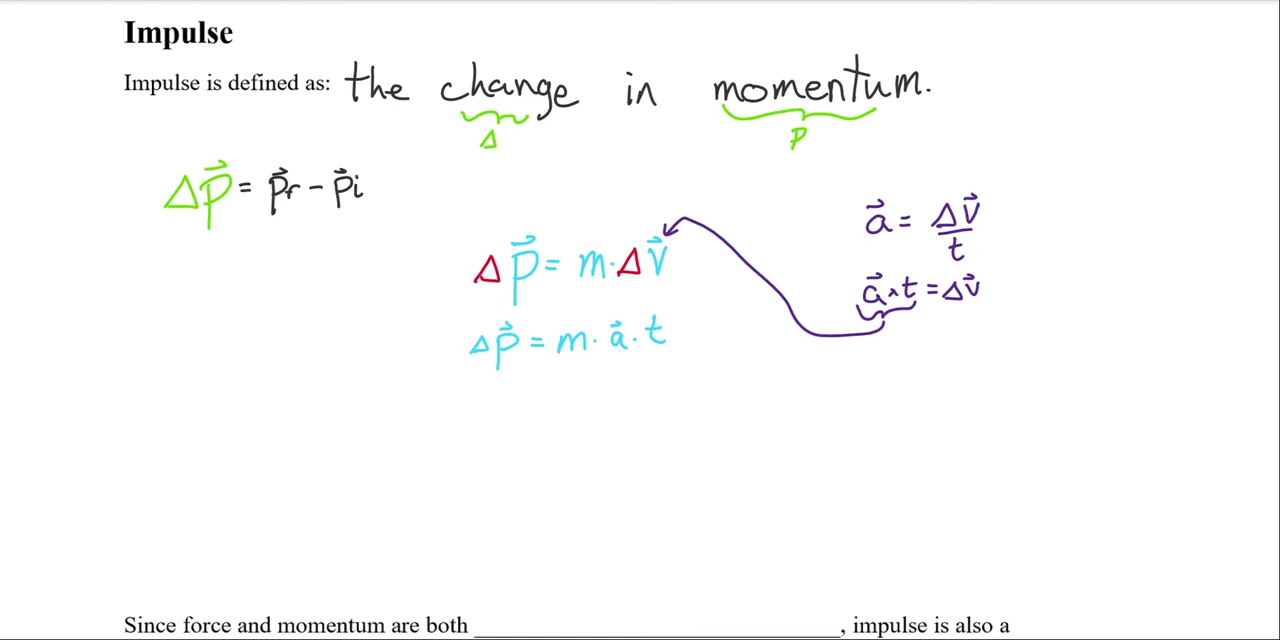 Impulse
Impulse is defined as: the change in momentum.
Δ p
Δp⃗ = p⃗f - p⃗i
a⃗ = Δv⃗ / t
Δp⃗ = m · Δv⃗
a⃗ × t = Δv⃗
Δp⃗ = m · a⃗ · t
Since force and momentum are both ______________________________, impulse is also a